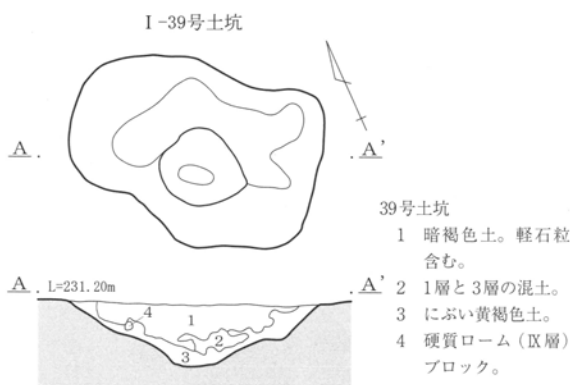 I-39号土坑
A . . A'
A . L=231.20m . A'
4
1
2
3
39号土坑
1 暗褐色土。軽石粒
含む。
2 1層と3層の混土。
3 にぶい黄褐色土。
4 硬質ローム(Ⅸ層)
ブロック。